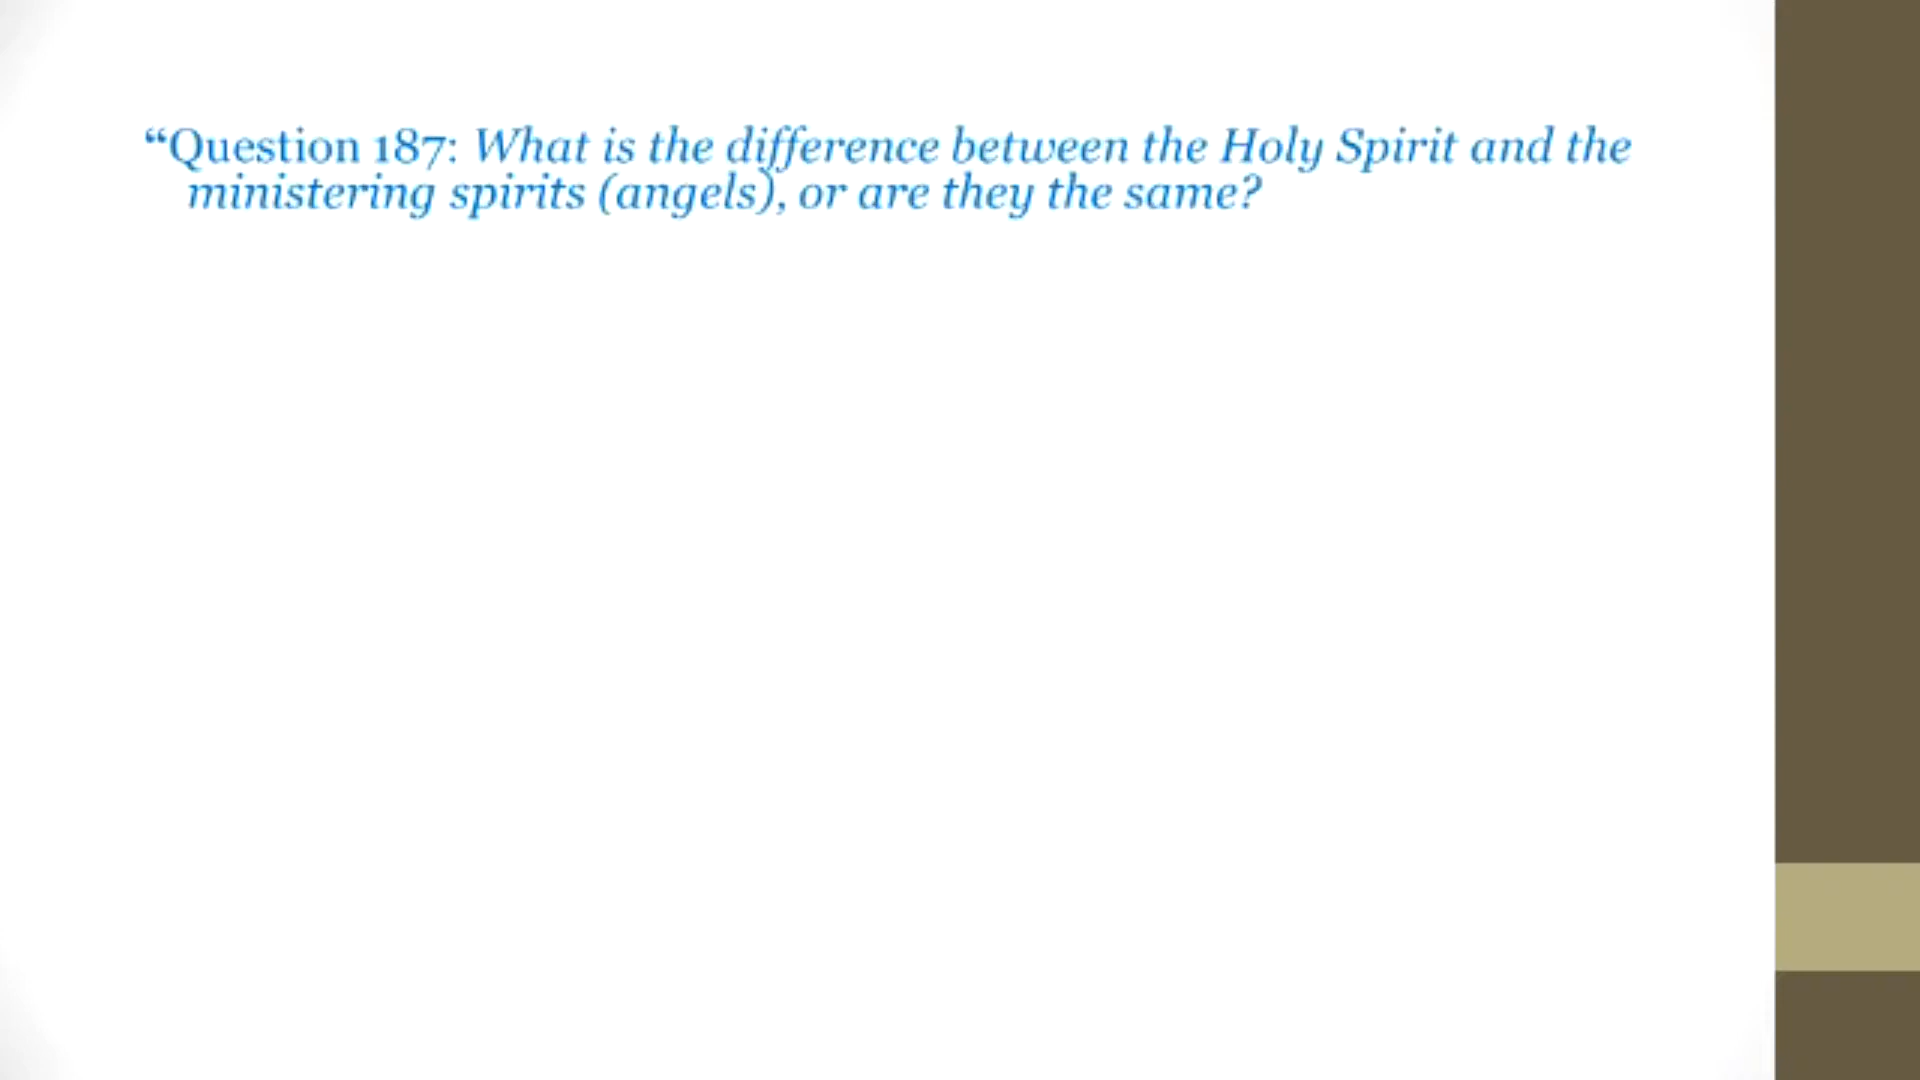 “Question 187: What is the difference between the Holy Spirit and the
ministering spirits (angels), or are they the same?